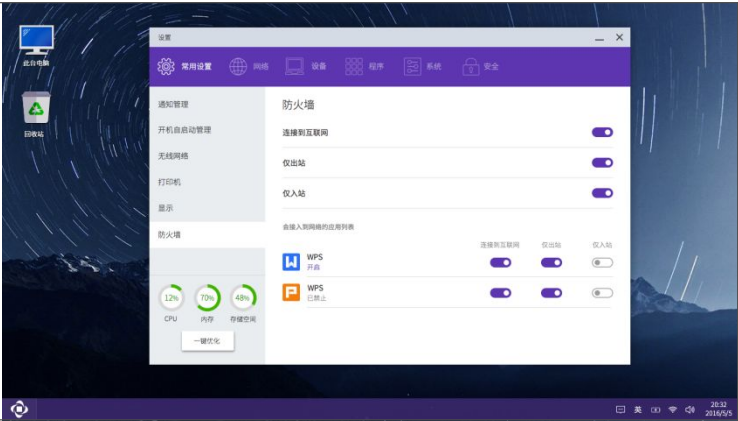 此台电脑
回收站
设置
常用设置 网络 设备 程序 系统 安全
通知管理
开机自启动管理
无线网络
打印机
显示
防火墙
12% 70% 48%
CPU 内存 存储空间
一键优化
防火墙
连接到互联网
仅出站
仅入站
会接入到网络的应用列表
连接到互联网 仅出站 仅入站
WPS
开启
WPS
已禁止
英 20:32
2016/5/5